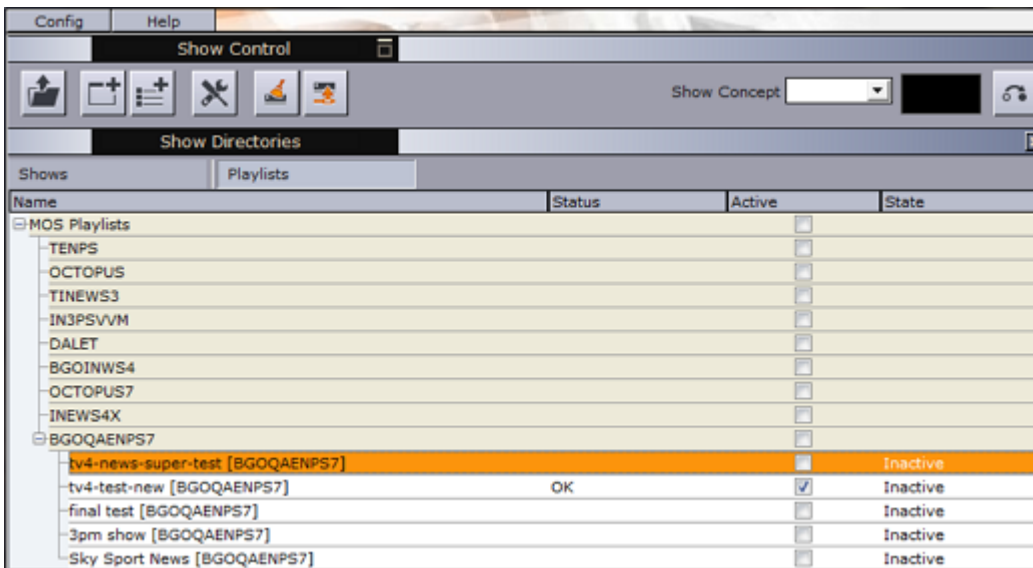 Config Help
Show Control
Show Concept
Show Directories
Shows Playlists
Name Status Active State
MOS Playlists
TENPS
OCTOPUS
TINEWS3
IN3PSVVM
DALET
BGOINWS4
OCTOPUS7
INEWS4X
BGOQAENPS7
tv4-news-super-test [BGOQAENPS7] Inactive
tv4-test-new [BGOQAENPS7] OK Inactive
final test [BGOQAENPS7] Inactive
3pm show [BGOQAENPS7] Inactive
Sky Sport News [BGOQAENPS7] Inactive